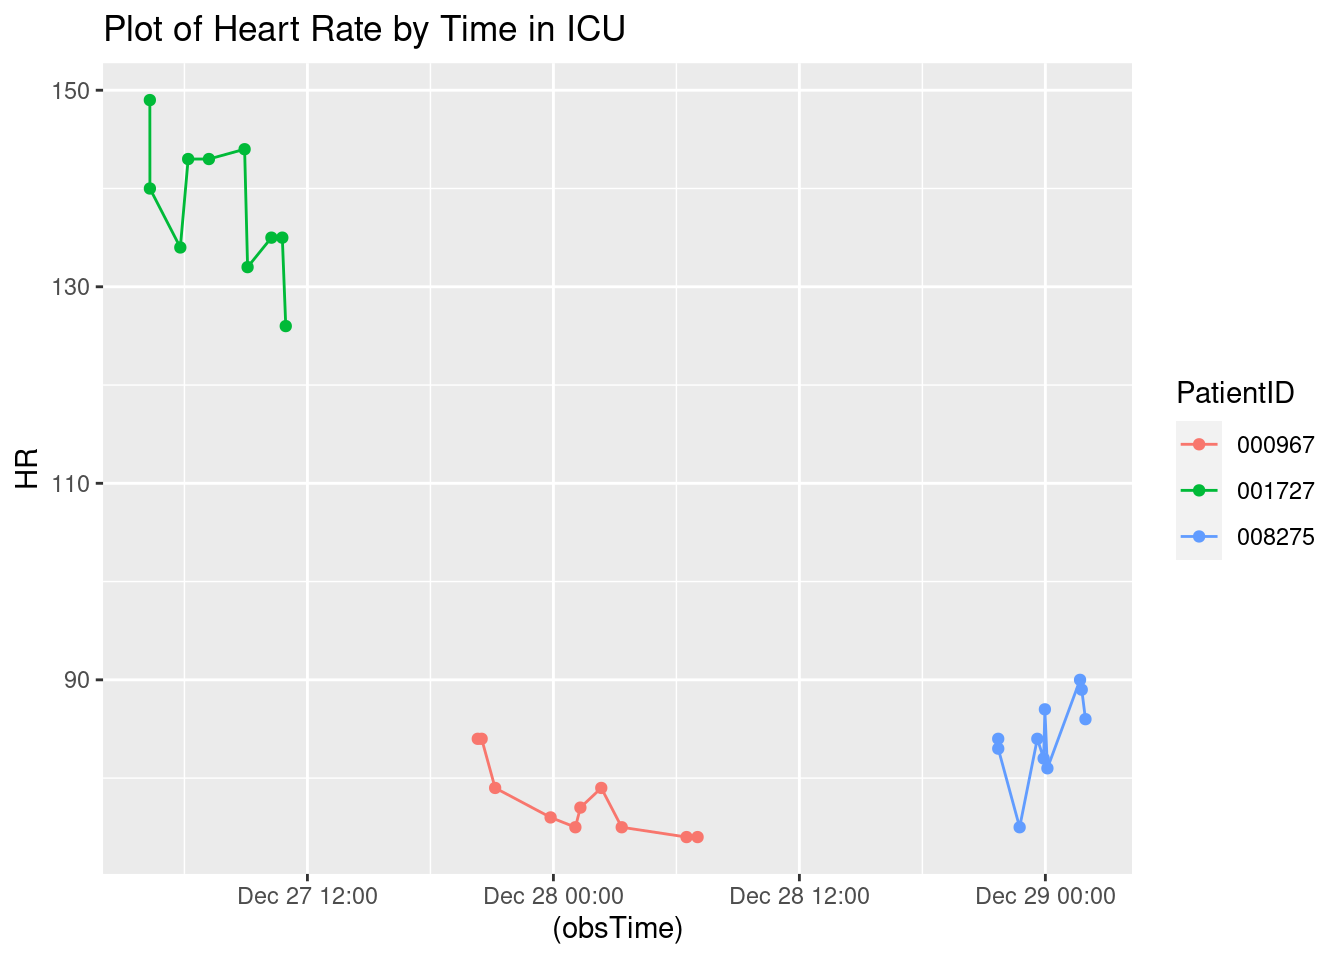 Plot of Heart Rate by Time in ICU
150
130
110
90
HR
Dec 27 12:00
Dec 28 00:00
Dec 28 12:00
Dec 29 00:00
(obsTime)
PatientID
000967
001727
008275